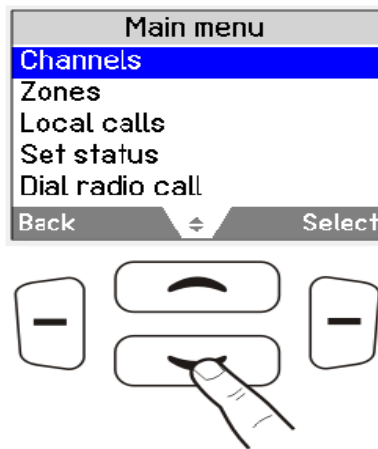 Main menu
Channels
Zones
Local calls
Set status
Dial radio call
Back Select